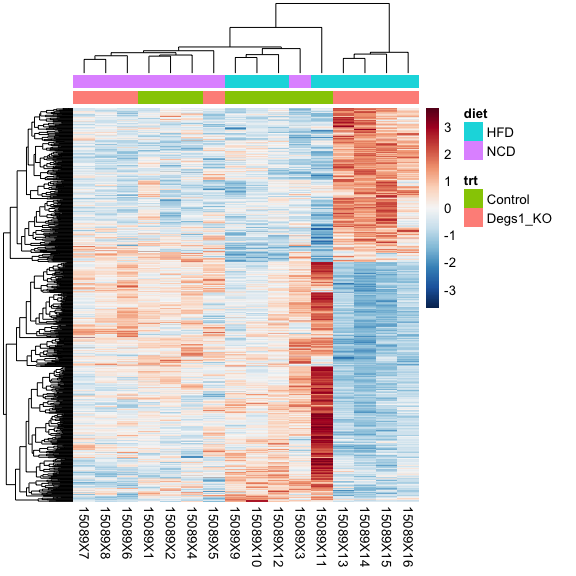 diet
HFD
NCD
trt
Control
Degs1_KO
3
2
1
0
-1
-2
-3
15089X7
15089X8
15089X6
15089X1
15089X2
15089X4
15089X5
15089X9
15089X10
15089X12
15089X3
15089X11
15089X13
15089X14
15089X15
15089X16